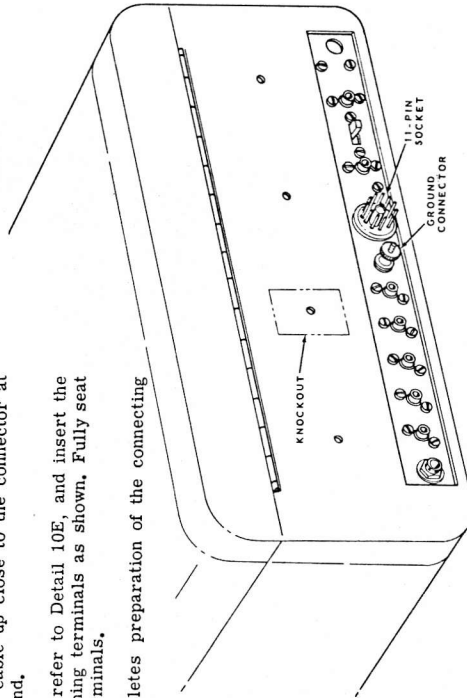 cable up close to the connector at
nd.
refer to Detail 10E, and insert the
ing terminals as shown. Fully seat
minals.
letes preparation of the connecting
KNOCKOUT
GROUND
CONNECTOR
11-PIN
SOCKET